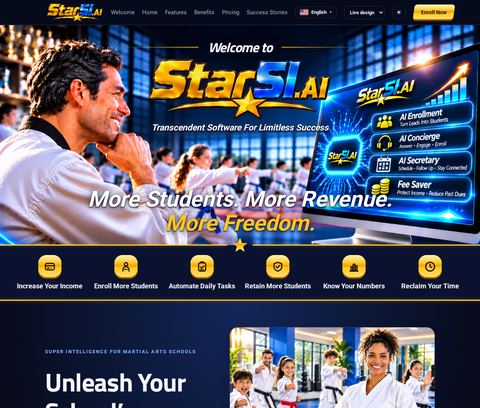 StarSI.AI
Welcome
Home
Features
Benefits
Pricing
Success Stories
English
Live design
Enroll Now
Welcome to
StarSI.AI
Transcendent Software For Limitless Success
StarSI.AI
StarSI.AI
AI Enrollment
Turn Leads Into Students
AI Concierge
Answer • Engage • Enroll
AI Secretary
Schedule • Follow Up • Stay Connected
Fee Saver
Protect Income • Reduce Past Dues
More Students. More Revenue.
More Freedom.
Increase Your Income
Enroll More Students
Automate Daily Tasks
Retain More Students
Know Your Numbers
Reclaim Your Time
SUPER INTELLIGENCE FOR MARTIAL ARTS SCHOOLS
Unleash Your
School's